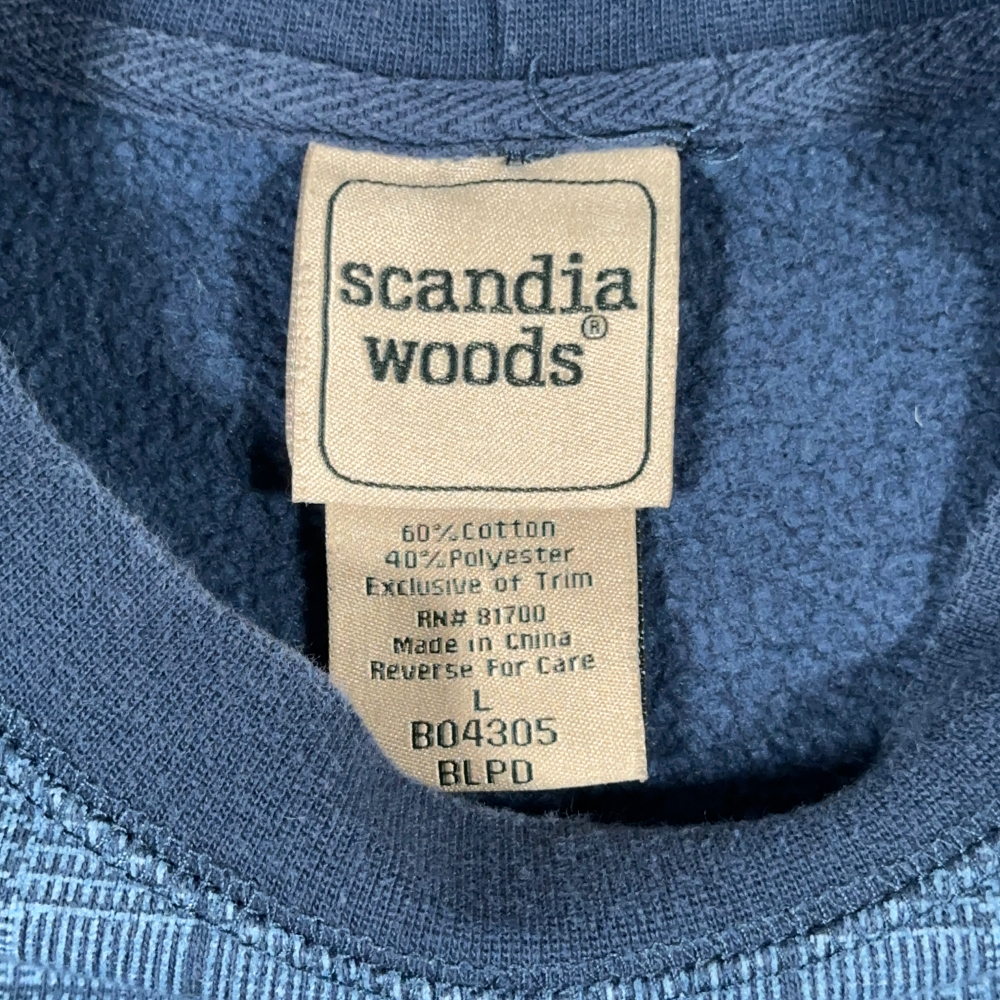 scandia
woods®
60% Cotton
40% Polyester
Exclusive of Trim
RN# 81700
Made in China
Reverse For Care
L
B04305
BLPD